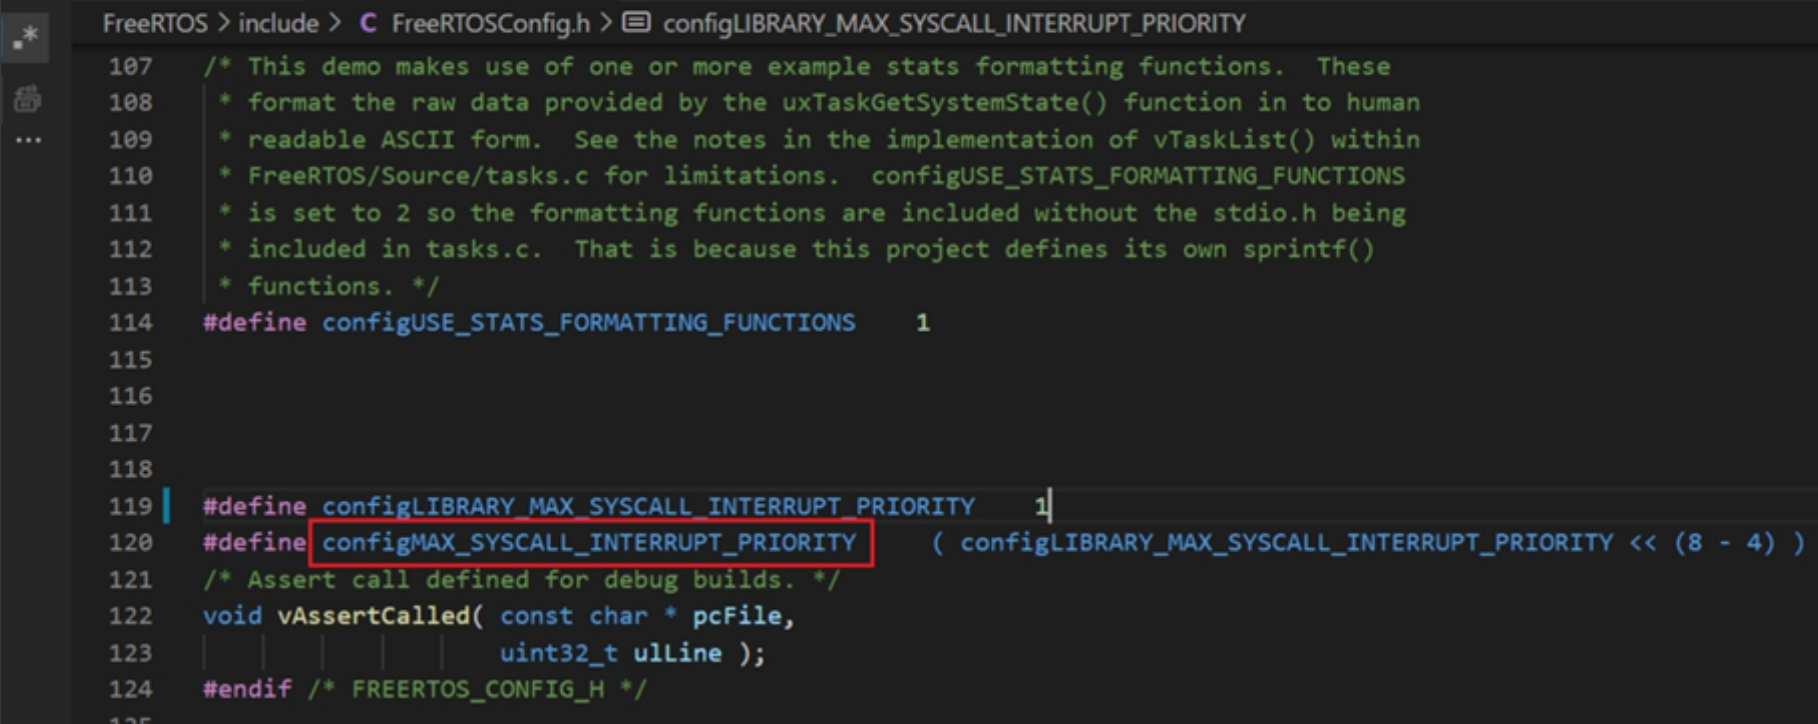 FreeRTOS > include > C FreeRTOSConfig.h > configLIBRARY_MAX_SYSCALL_INTERRUPT_PRIORITY
107 /* This demo makes use of one or more example stats formatting functions.  These
108  * format the raw data provided by the uxTaskGetSystemState() function in to human
109  * readable ASCII form.  See the notes in the implementation of vTaskList() within
110  * FreeRTOS/Source/tasks.c for limitations.  configUSE_STATS_FORMATTING_FUNCTIONS
111  * is set to 2 so the formatting functions are included without the stdio.h being
112  * included in tasks.c.  That is because this project defines its own sprintf()
113  * functions. */
114 #define configUSE_STATS_FORMATTING_FUNCTIONS    1
115
116
117
118
119 #define configLIBRARY_MAX_SYSCALL_INTERRUPT_PRIORITY    1
120 #define configMAX_SYSCALL_INTERRUPT_PRIORITY     ( configLIBRARY_MAX_SYSCALL_INTERRUPT_PRIORITY << (8 - 4) )
121 /* Assert call defined for debug builds. */
122 void vAssertCalled( const char * pcFile,
123                     uint32_t ulLine );
124 #endif /* FREERTOS_CONFIG_H */